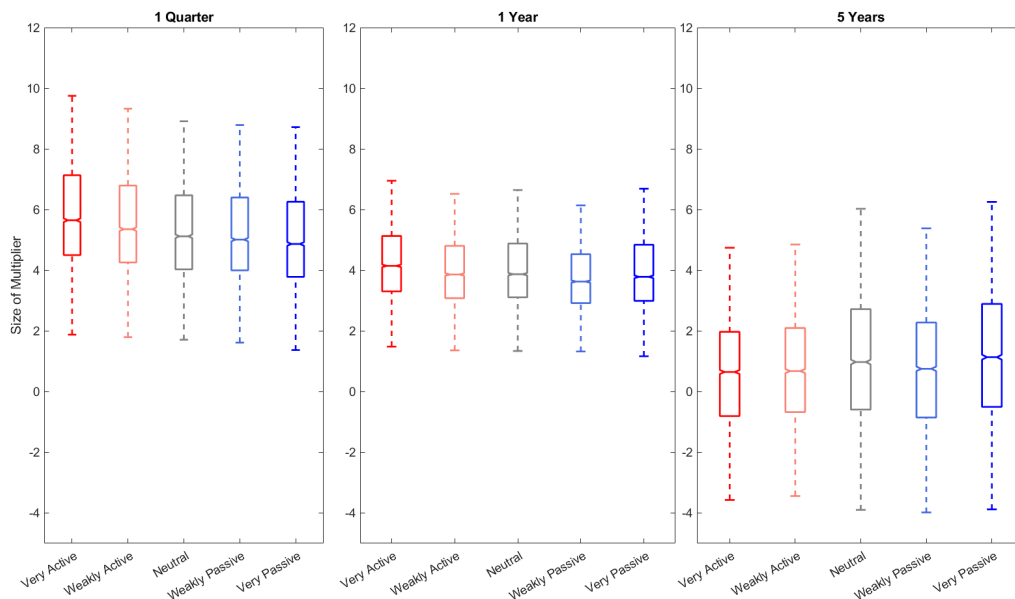 1 Quarter
1 Year
5 Years
Size of Multiplier
12
10
8
6
4
2
0
-2
-4
Very Active
Weakly Active
Neutral
Weakly Passive
Very Passive
12
10
8
6
4
2
0
-2
-4
Very Active
Weakly Active
Neutral
Weakly Passive
Very Passive
12
10
8
6
4
2
0
-2
-4
Very Active
Weakly Active
Neutral
Weakly Passive
Very Passive